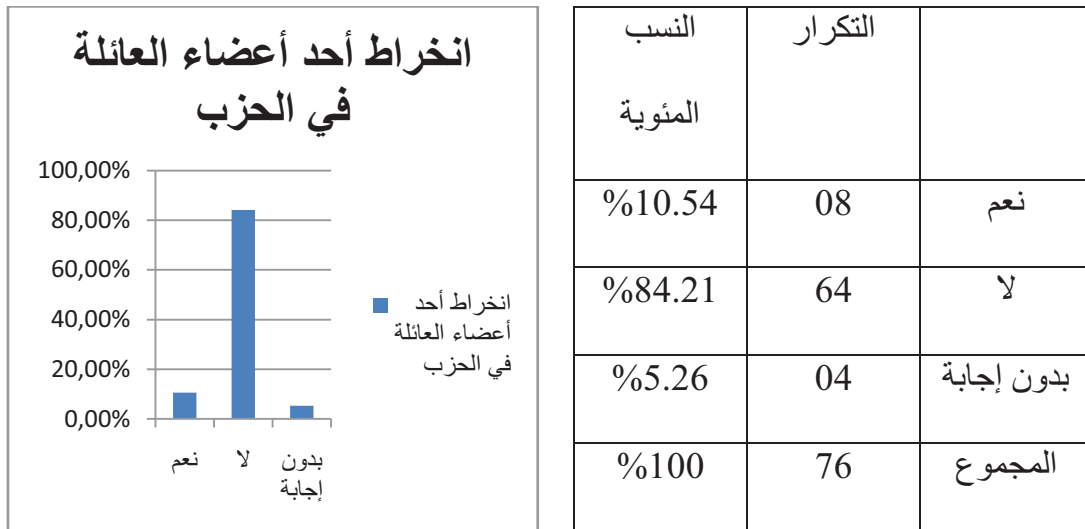 انخراط أحد أعضاء العائلة
في الحزب
100,00%
80,00%
60,00%
40,00%
20,00%
0,00%
نعم
لا
بدون
إجابة
انخراط أحد
أعضاء العائلة
في الحزب
التكرار النسب
المئوية
نعم 08 %10.54
لا 64 %84.21
بدون إجابة 04 %5.26
المجموع 76 %100